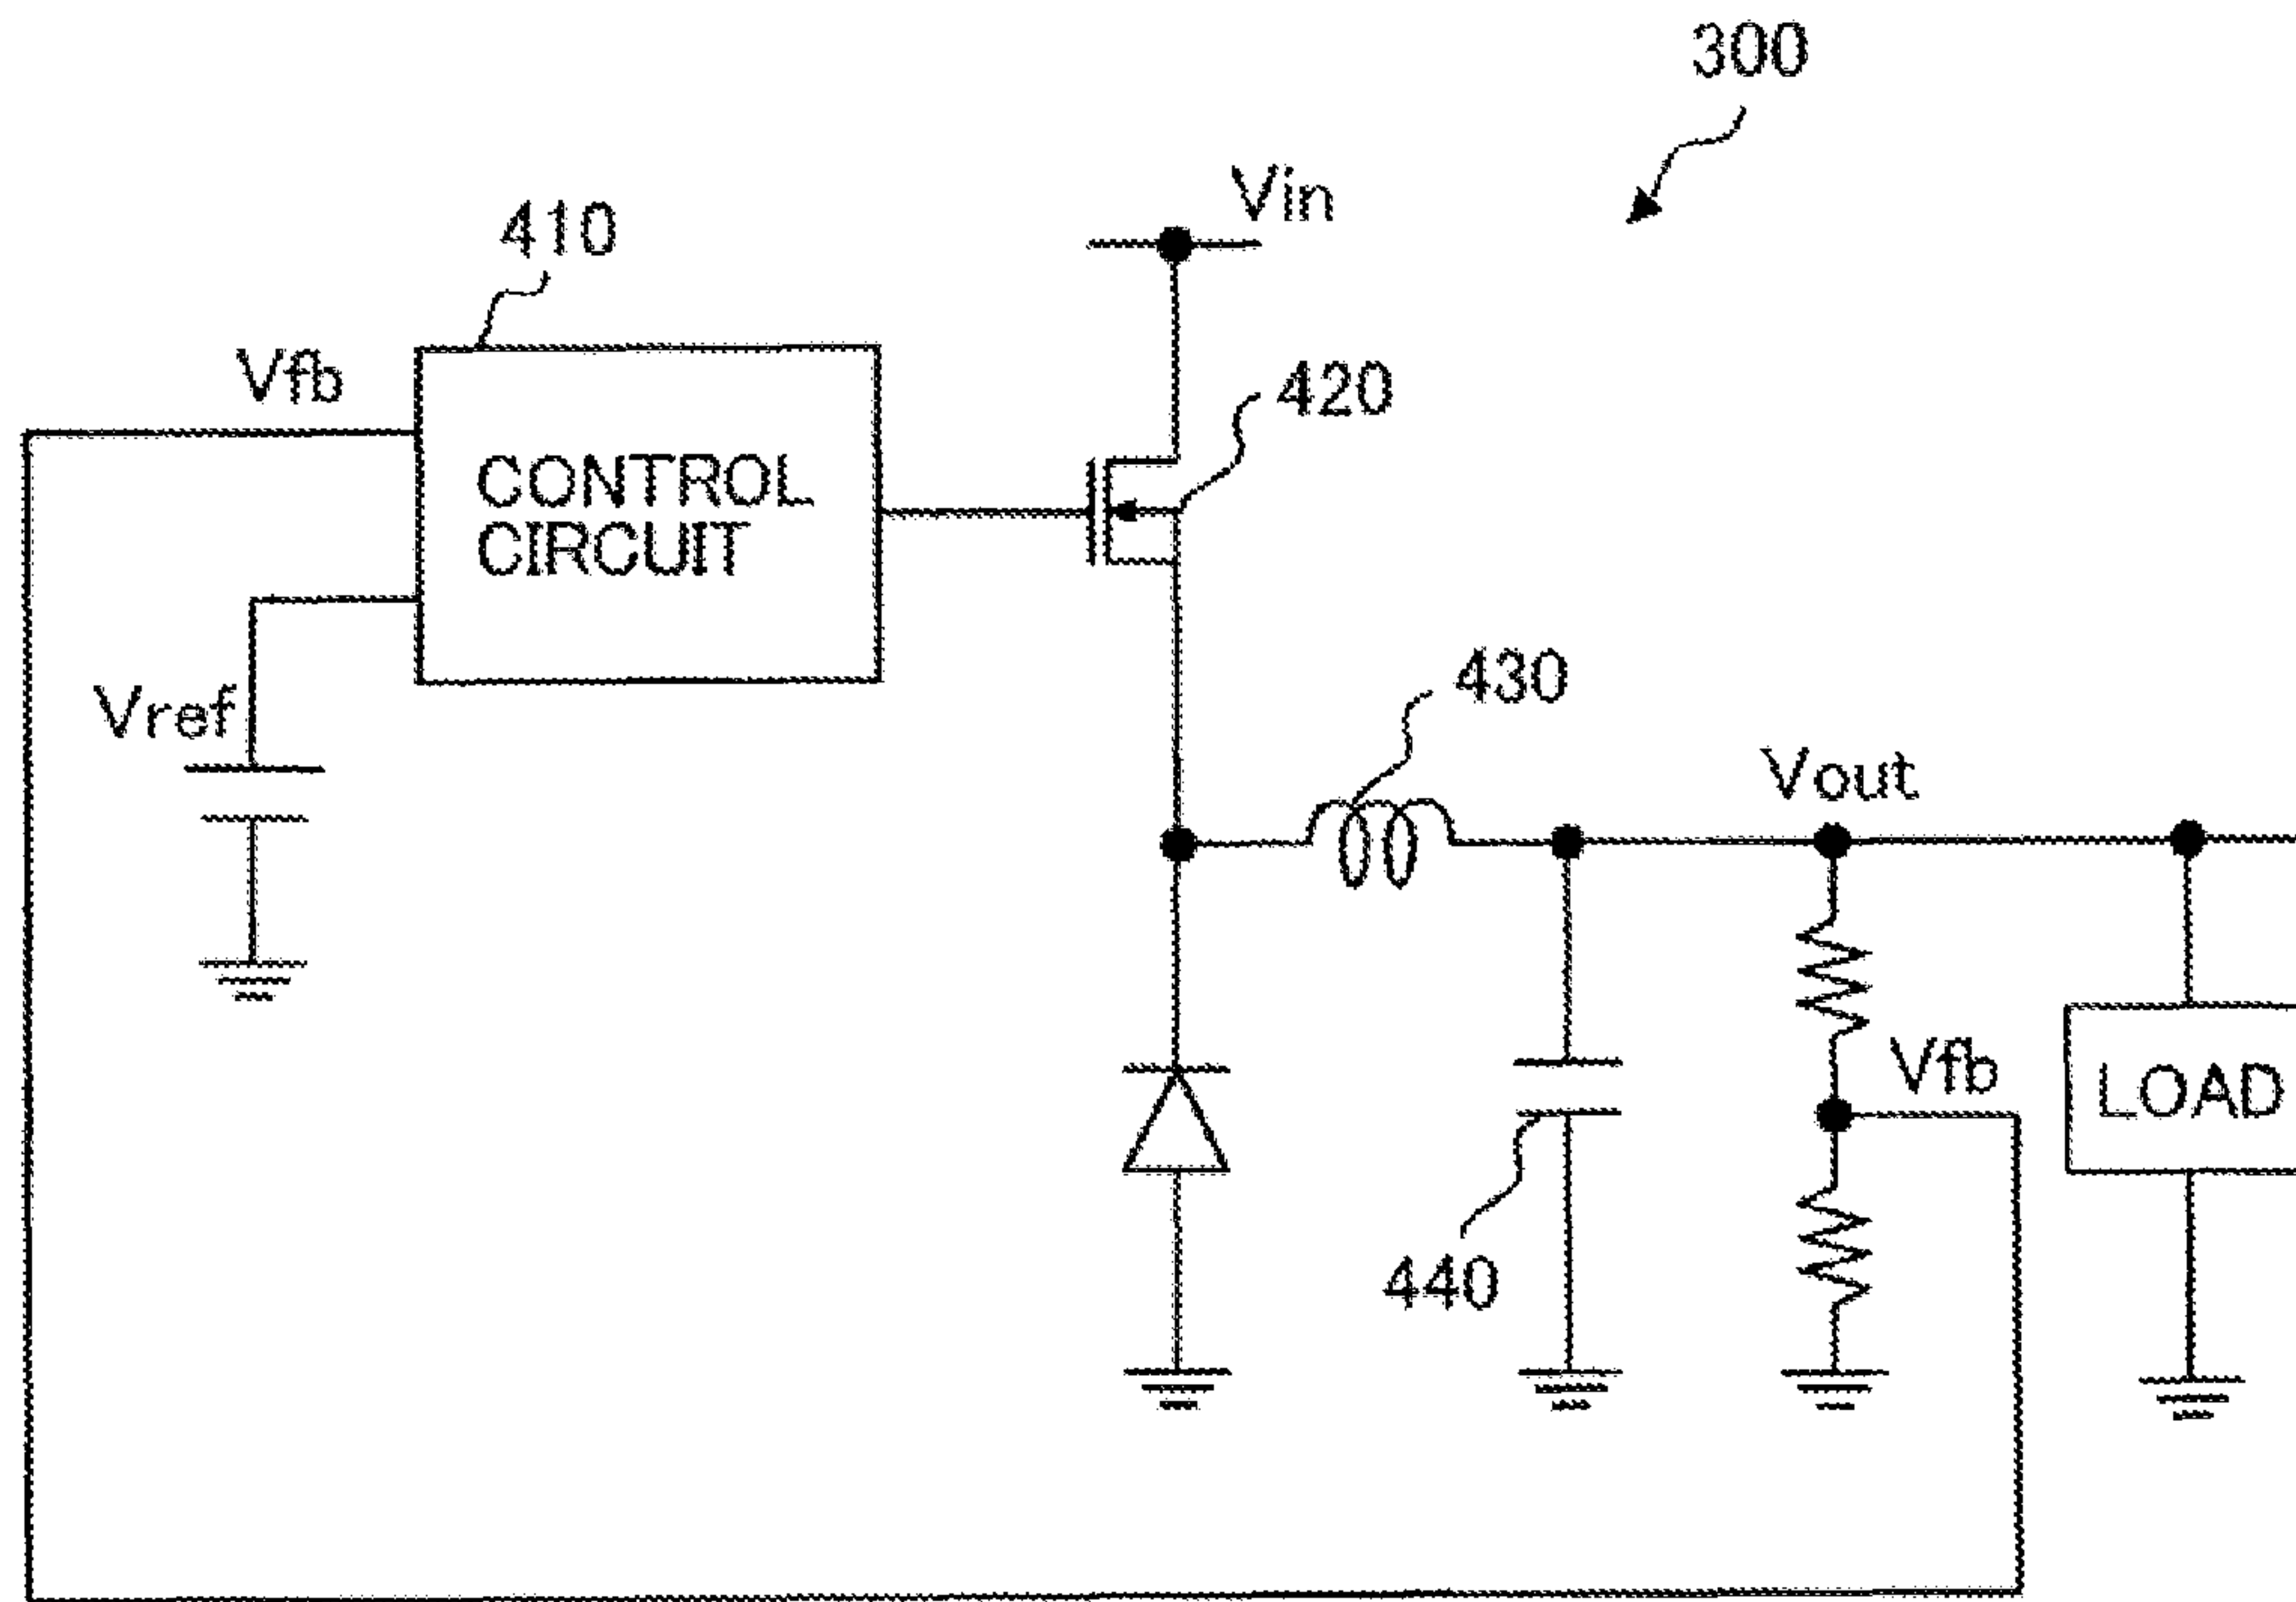 300
Vin
410
Vfb
420
CONTROL
CIRCUIT
430
Vref
Vout
Vfb
LOAD
440